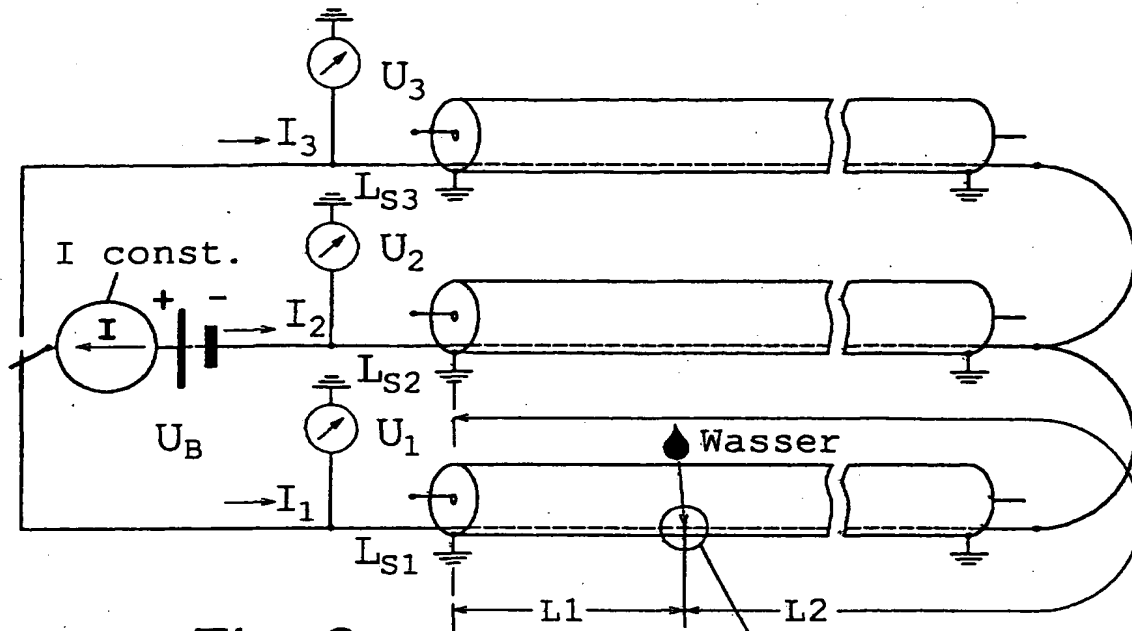 U3
I3
LS3
U2
I const.
+ -
I
I2
LS2
UB
U1
Wasser
I1
LS1
L1
L2